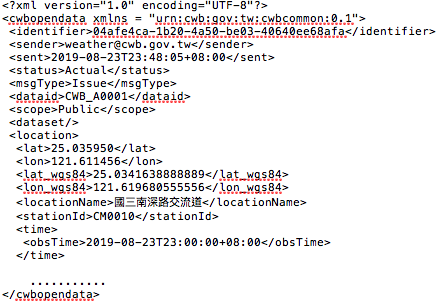 <?xml version="1.0" encoding="UTF-8"?>
<cwbopendata xmlns = "urn:cwb:gov:tw:cwbcommon:0.1">
<identifier>04afe4ca-1b20-4a50-be03-40640ee68afa</identifier>
<sender>weather@cwb.gov.tw</sender>
<sent>2019-08-23T23:48:05+08:00</sent>
<status>Actual</status>
<msgType>Issue</msgType>
<dataid>CWB_A0001</dataid>
<scope>Public</scope>
<dataset/>
<location>
<lat>25.035950</lat>
<lon>121.611456</lon>
<lat_wgs84>25.0341638888889</lat_wgs84>
<lon_wgs84>121.619680555556</lon_wgs84>
<locationName>國三南深路交流道</locationName>
<stationId>CM0010</stationId>
<time>
<obsTime>2019-08-23T23:00:00+08:00</obsTime>
</time>
...........
</cwbopendata>